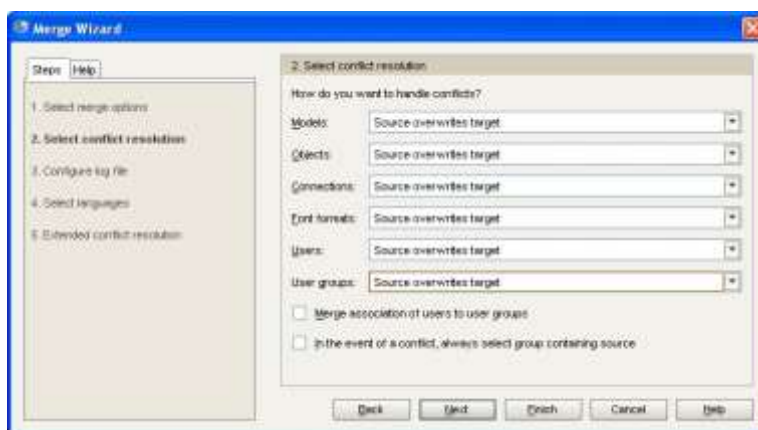 Merge Wizard
Steps Help
1. Select merge options
2. Select conflict resolution
3. Configure log file
4. Select languages
5. Extended conflict resolution
2. Select conflict resolution
How do you want to handle conflicts?
Models: Source overwrites target
Objects: Source overwrites target
Connections: Source overwrites target
Font formats: Source overwrites target
Users: Source overwrites target
User groups: Source overwrites target
Merge association of users to user groups
In the event of a conflict, always select group containing source
Back Next Finish Cancel Help